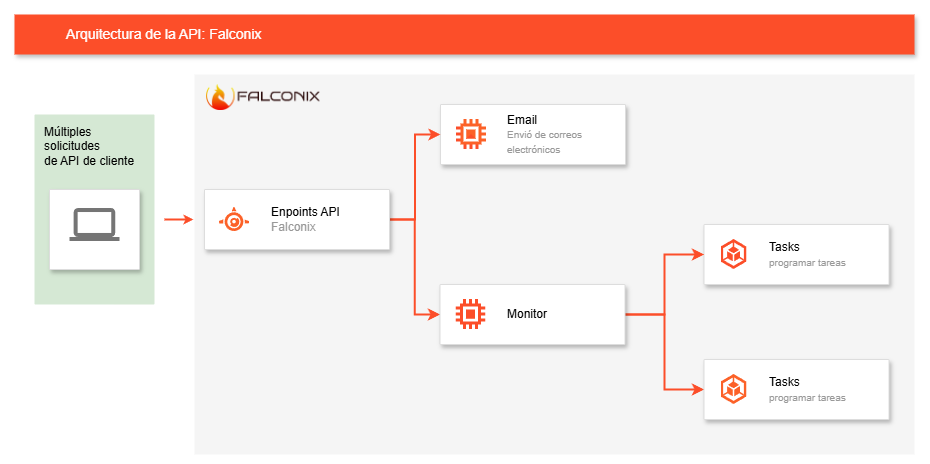 Arquitectura de la API: Falconix
FALCONIX
Múltiples
solicitudes
de API de cliente
Email
Envió de correos
electrónicos
Enpoints API
Falconix
Tasks
programar tareas
Monitor
Tasks
programar tareas